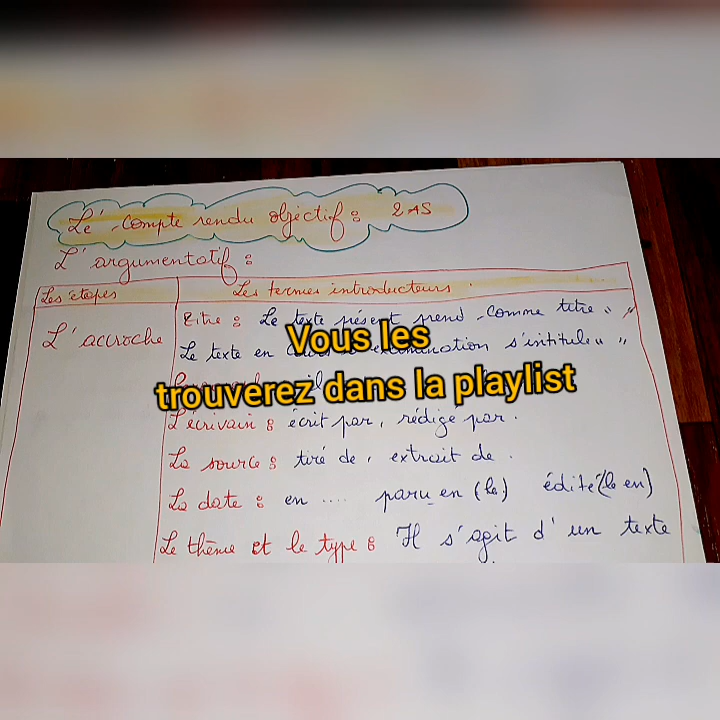 Le compte rendu objectif : 2 AS
L'argumentatif :
Les étapes
Les termes introducteurs
L'accroche
Titre : Le texte présent prend comme titre " "
Le texte en s'intitule " "
Vous les
trouverez dans la playlist
L'écrivain : écrit par, rédigé par.
La source : tiré de, extrait de.
La date : en .... paru en (le) édité (le en)
Le thème et le type : Il s'agit d'un texte